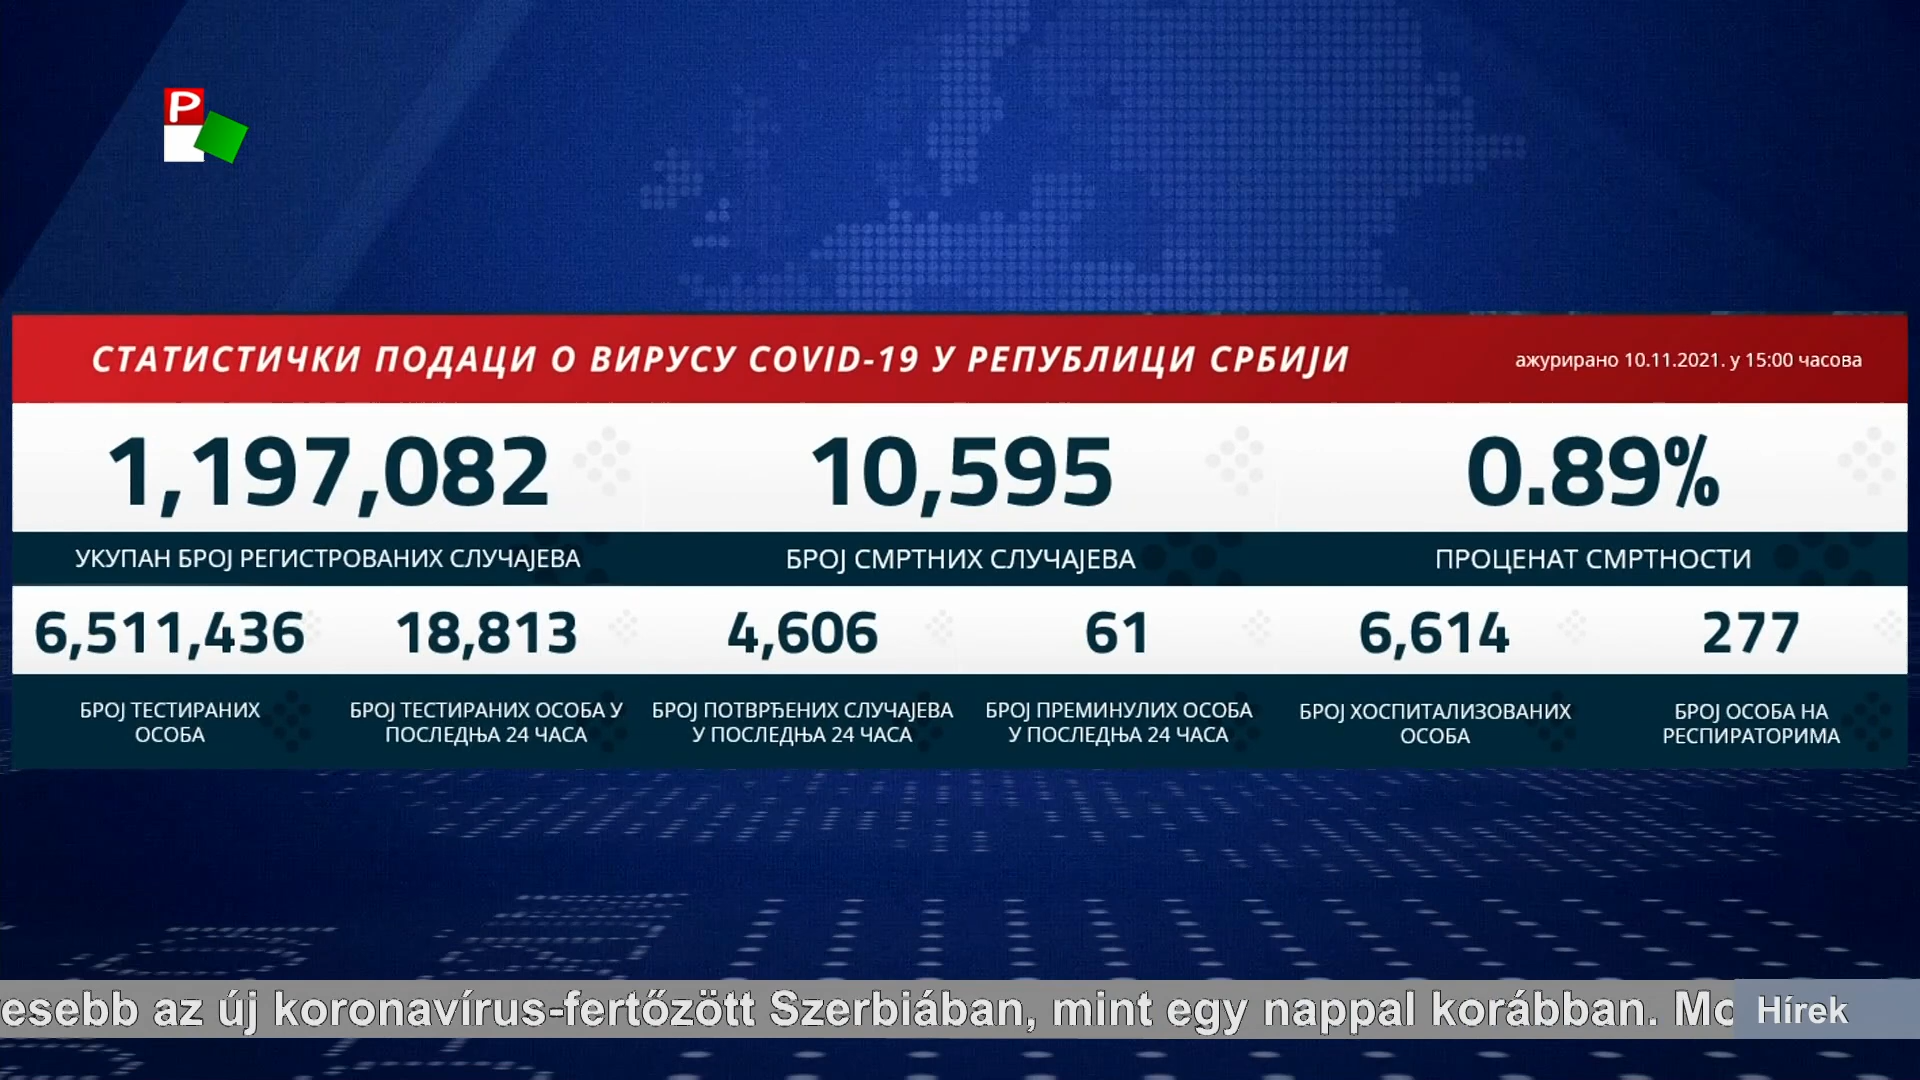 P
СТАТИСТИЧКИ ПОДАЦИ О ВИРУСУ COVID-19 У РЕПУБЛИЦИ СРБИЈИ
ажурирано 10.11.2021. у 15:00 часова
1,197,082
10,595
0.89%
УКУПАН БРОЈ РЕГИСТРОВАНИХ СЛУЧАЈЕВА
БРОЈ СМРТНИХ СЛУЧАЈЕВА
ПРОЦЕНАТ СМРТНОСТИ
6,511,436
18,813
4,606
61
6,614
277
БРОЈ ТЕСТИРАНИХ
ОСОБА
БРОЈ ТЕСТИРАНИХ ОСОБА У
ПОСЛЕДЊА 24 ЧАСА
БРОЈ ПОТВРЂЕНИХ СЛУЧАЈЕВА
У ПОСЛЕДЊА 24 ЧАСА
БРОЈ ПРЕМИНУЛИХ ОСОБА
У ПОСЛЕДЊА 24 ЧАСА
БРОЈ ХОСПИТАЛИЗОВАНИХ
ОСОБА
БРОЈ ОСОБА НА
РЕСПИРАТОРИМА
esebb az új koronavírus-fertőzött Szerbiában, mint egy nappal korábban. Mo
Hírek